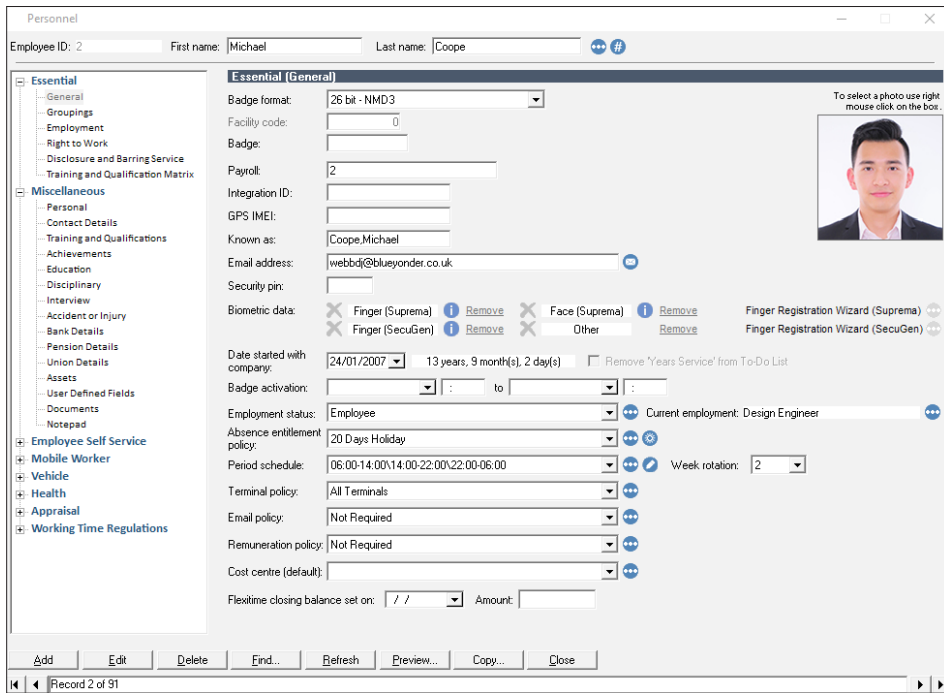 Personnel
Employee ID: 2 First name: Michael Last name: Coope #
Essential
General
Groupings
Employment
Right to Work
Disclosure and Barring Service
Training and Qualification Matrix
Miscellaneous
Personal
Contact Details
Training and Qualifications
Achievements
Education
Disciplinary
Interview
Accident or Injury
Bank Details
Pension Details
Union Details
Assets
User Defined Fields
Documents
Notepad
Employee Self Service
Mobile Worker
Vehicle
Health
Appraisal
Working Time Regulations
Essential (General)
To select a photo use right
mouse click on the box.
Badge format: 26 bit - NMD3
Facility code: 0
Badge:
Payroll: 2
Integration ID:
GPS IMEI:
Known as: Coope,Michael
Email address: webbdj@blueyonder.co.uk
Security pin:
Biometric data: Finger (Suprema) i Remove Face (Suprema) i Remove Finger Registration Wizard (Suprema)
Finger (SecuGen) i Remove Other Remove Finger Registration Wizard (SecuGen)
Date started with
company: 24/01/2007 13 years, 9 month(s), 2 day(s) Remove 'Years Service' from To-Do List
Badge activation: : to :
Employment status: Employee Current employment: Design Engineer
Absence entitlement
policy: 20 Days Holiday
Period schedule: 06:00-14:00\14:00-22:00\22:00-06:00 Week rotation: 2
Terminal policy: All Terminals
Email policy: Not Required
Remuneration policy: Not Required
Cost centre (default):
Flexitime closing balance set on: / / Amount:
Add Edit Delete Find... Refresh Preview... Copy... Close
Record 2 of 91